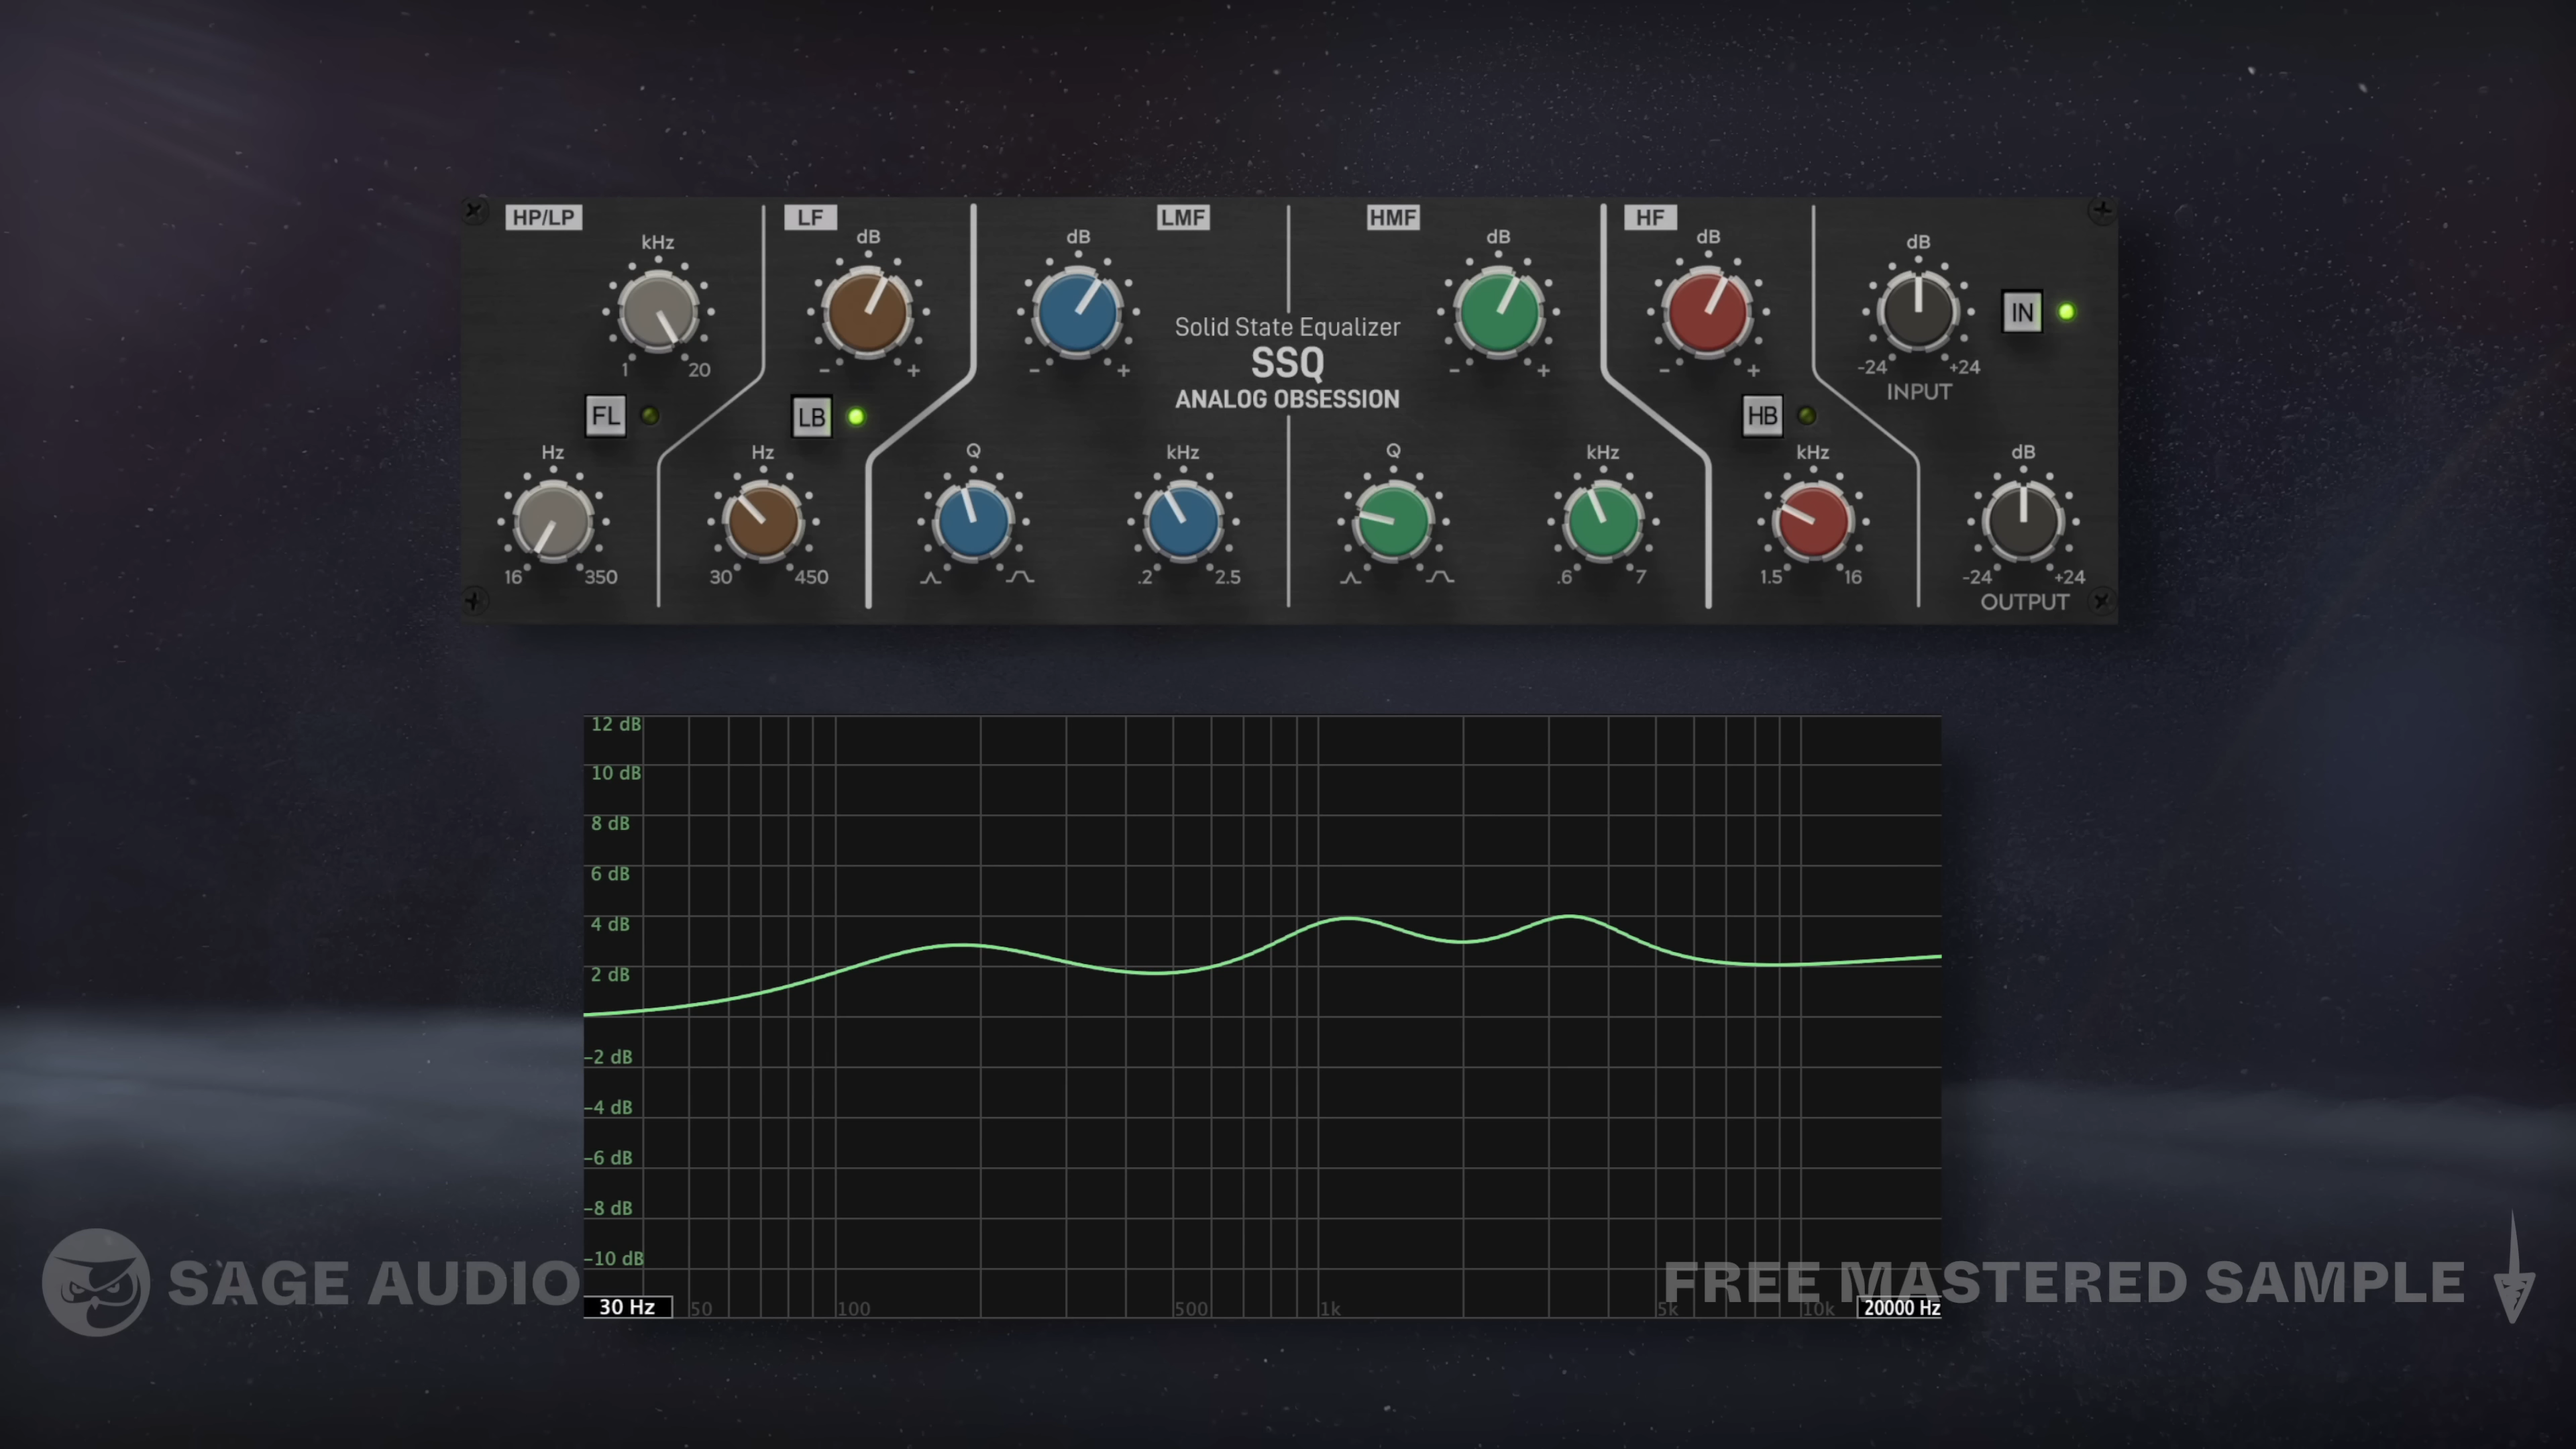 HP/LP
LF
LMF
HMF
HF
kHz
dB
dB
dB
dB
dB
1
20
-
+
-
+
-
+
-
+
-24
+24
INPUT
IN
Solid State Equalizer
SSQ
ANALOG OBSESSION
FL
LB
HB
Hz
Hz
Q
kHz
Q
kHz
kHz
dB
16
350
30
450
.2
2.5
.6
7
1.5
16
-24
+24
OUTPUT
12 dB
10 dB
8 dB
6 dB
4 dB
2 dB
-2 dB
-4 dB
-6 dB
-8 dB
-10 dB
30 Hz
50
100
500
1k
5k
10k
20000 Hz
SAGE AUDIO
FREE MASTERED SAMPLE